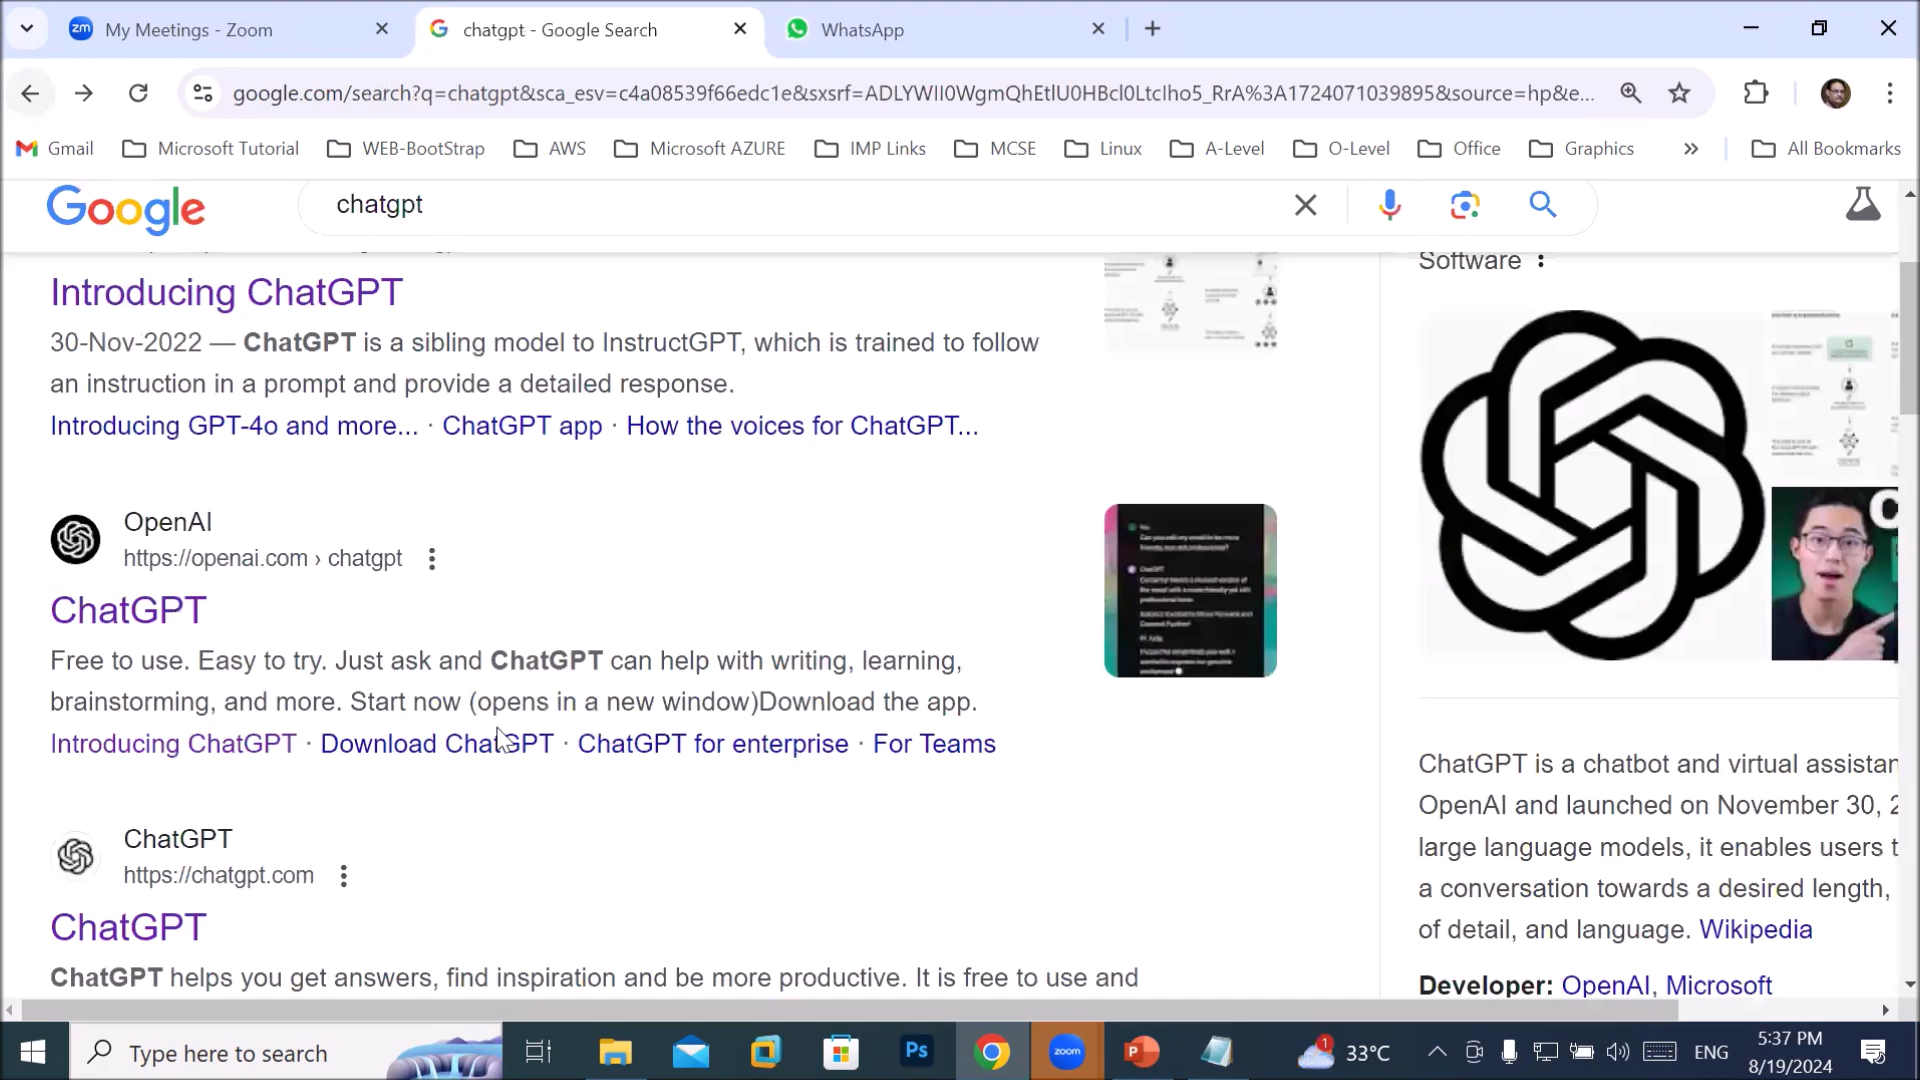 zm My Meetings - Zoom
chatgpt - Google Search
WhatsApp
google.com/search?q=chatgpt&sca_esv=c4a08539f66edc1e&sxsrf=ADLYWII0WgmQhEtlU0HBcl0LtcIho5_RrA%3A1724071039895&source=hp&e...
Gmail
Microsoft Tutorial
WEB-BootStrap
AWS
Microsoft AZURE
IMP Links
MCSE
Linux
A-Level
O-Level
Office
Graphics
»
All Bookmarks
Google
chatgpt
Introducing ChatGPT
30-Nov-2022 — ChatGPT is a sibling model to InstructGPT, which is trained to follow
an instruction in a prompt and provide a detailed response.
Introducing GPT-4o and more... · ChatGPT app · How the voices for ChatGPT...
OpenAI
https://openai.com › chatgpt
ChatGPT
Free to use. Easy to try. Just ask and ChatGPT can help with writing, learning,
brainstorming, and more. Start now (opens in a new window)Download the app.
Introducing ChatGPT · Download ChatGPT · ChatGPT for enterprise · For Teams
ChatGPT
https://chatgpt.com
ChatGPT
ChatGPT helps you get answers, find inspiration and be more productive. It is free to use and
Software
ChatGPT is a chatbot and virtual assistan
OpenAI and launched on November 30, 2
large language models, it enables users t
a conversation towards a desired length,
of detail, and language. Wikipedia
Developer: OpenAI, Microsoft
Type here to search
Ps
zoom
P
1
33°C
ENG
5:37 PM
8/19/2024